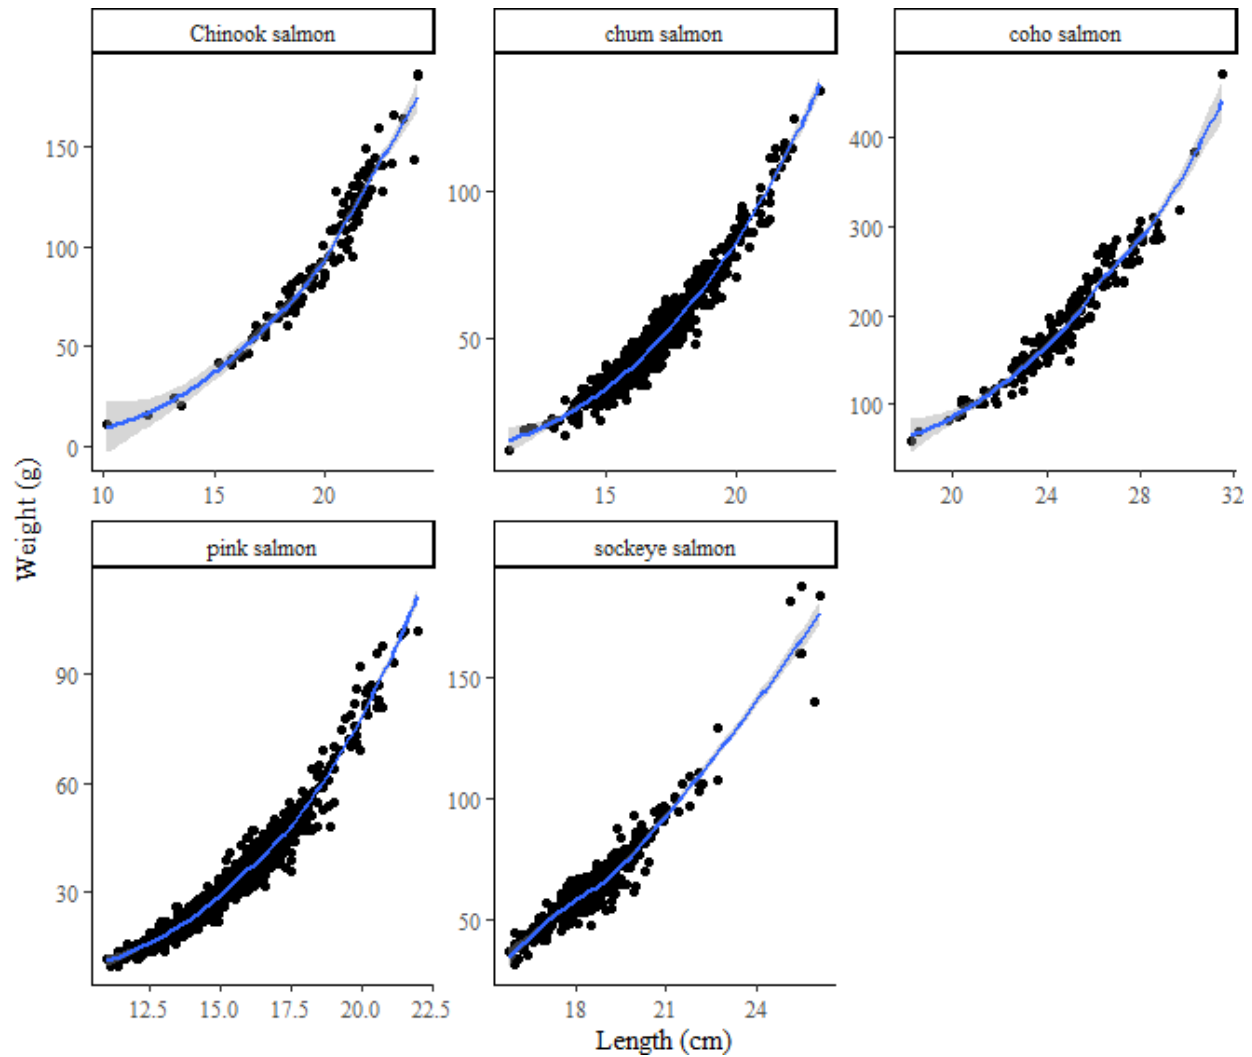 Chinook salmon
chum salmon
coho salmon
150
100
50
0
10 15 20
100
50
15 20
400
300
200
100
20 24 28 32
Weight (g)
pink salmon
sockeye salmon
90
60
30
12.5 15.0 17.5 20.0 22.5
150
100
50
18 21 24
Length (cm)